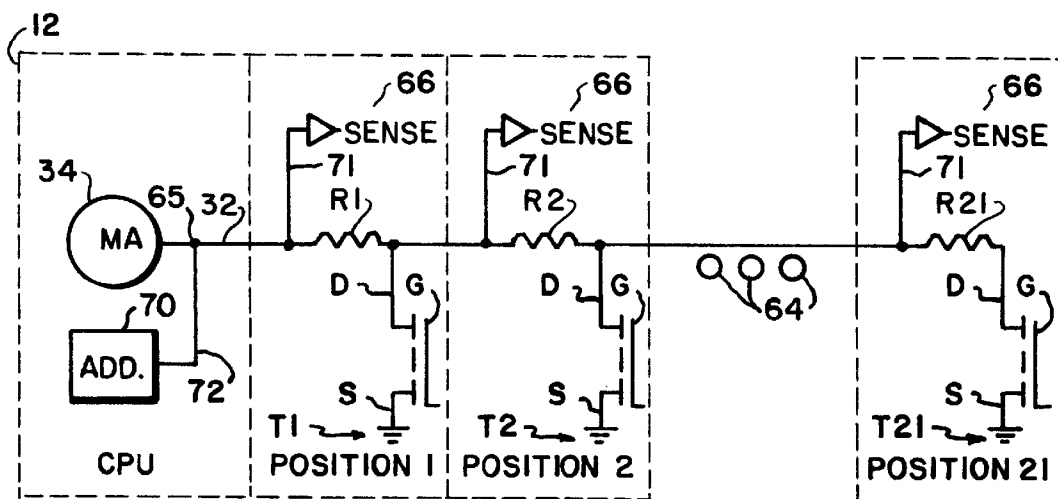 12
66
SENSE
66
SENSE
66
SENSE
34
65
32
71
R1
71
R2
71
R21
MA
70
ADD.
72
D
G
D
G
64
D
G
S
S
S
T1
T2
T21
CPU
POSITION 1
POSITION 2
POSITION 21